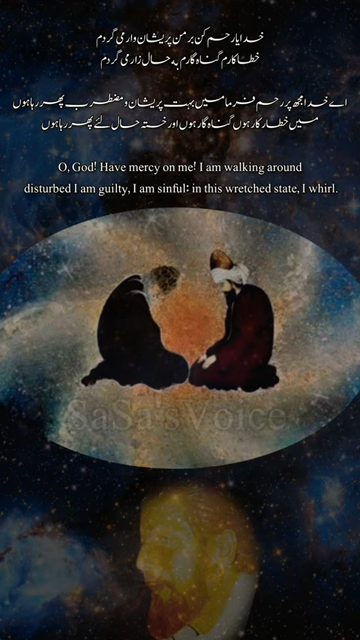 خدایا رحم کن بر من پریشان وار می گردم
خطا کارم گناہ گارم بہ حال زار می گردم
اے خدا مجھ پر رحم فرما میں بہت پریشان و مضطرب پھر رہا ہوں
میں خطار کار ہوں گناہ گار ہوں اور خستہ حال لئے پھر رہا ہوں
O, God! Have mercy on me! I am walking around
disturbed I am guilty, I am sinful: in this wretched state, I whirl.
SaSa'sVoice